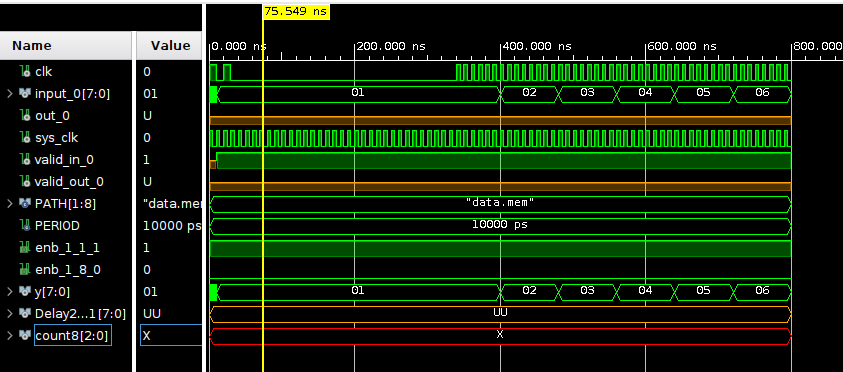 75.549 ns
Name Value 0.000 ns 200.000 ns 400.000 ns 600.000 ns 800.000
clk 0
input_0[7:0] 01 01 02 03 04 05 06
out_0 U
sys_clk 0
valid_in_0 1
valid_out_0 U
PATH[1:8] "data.mem "data.mem"
PERIOD 10000 ps 10000 ps
enb_1_1_1 1
enb_1_8_0 0
y[7:0] 01 01 02 03 04 05 06
Delay2...1[7:0] UU UU
count8[2:0] X X